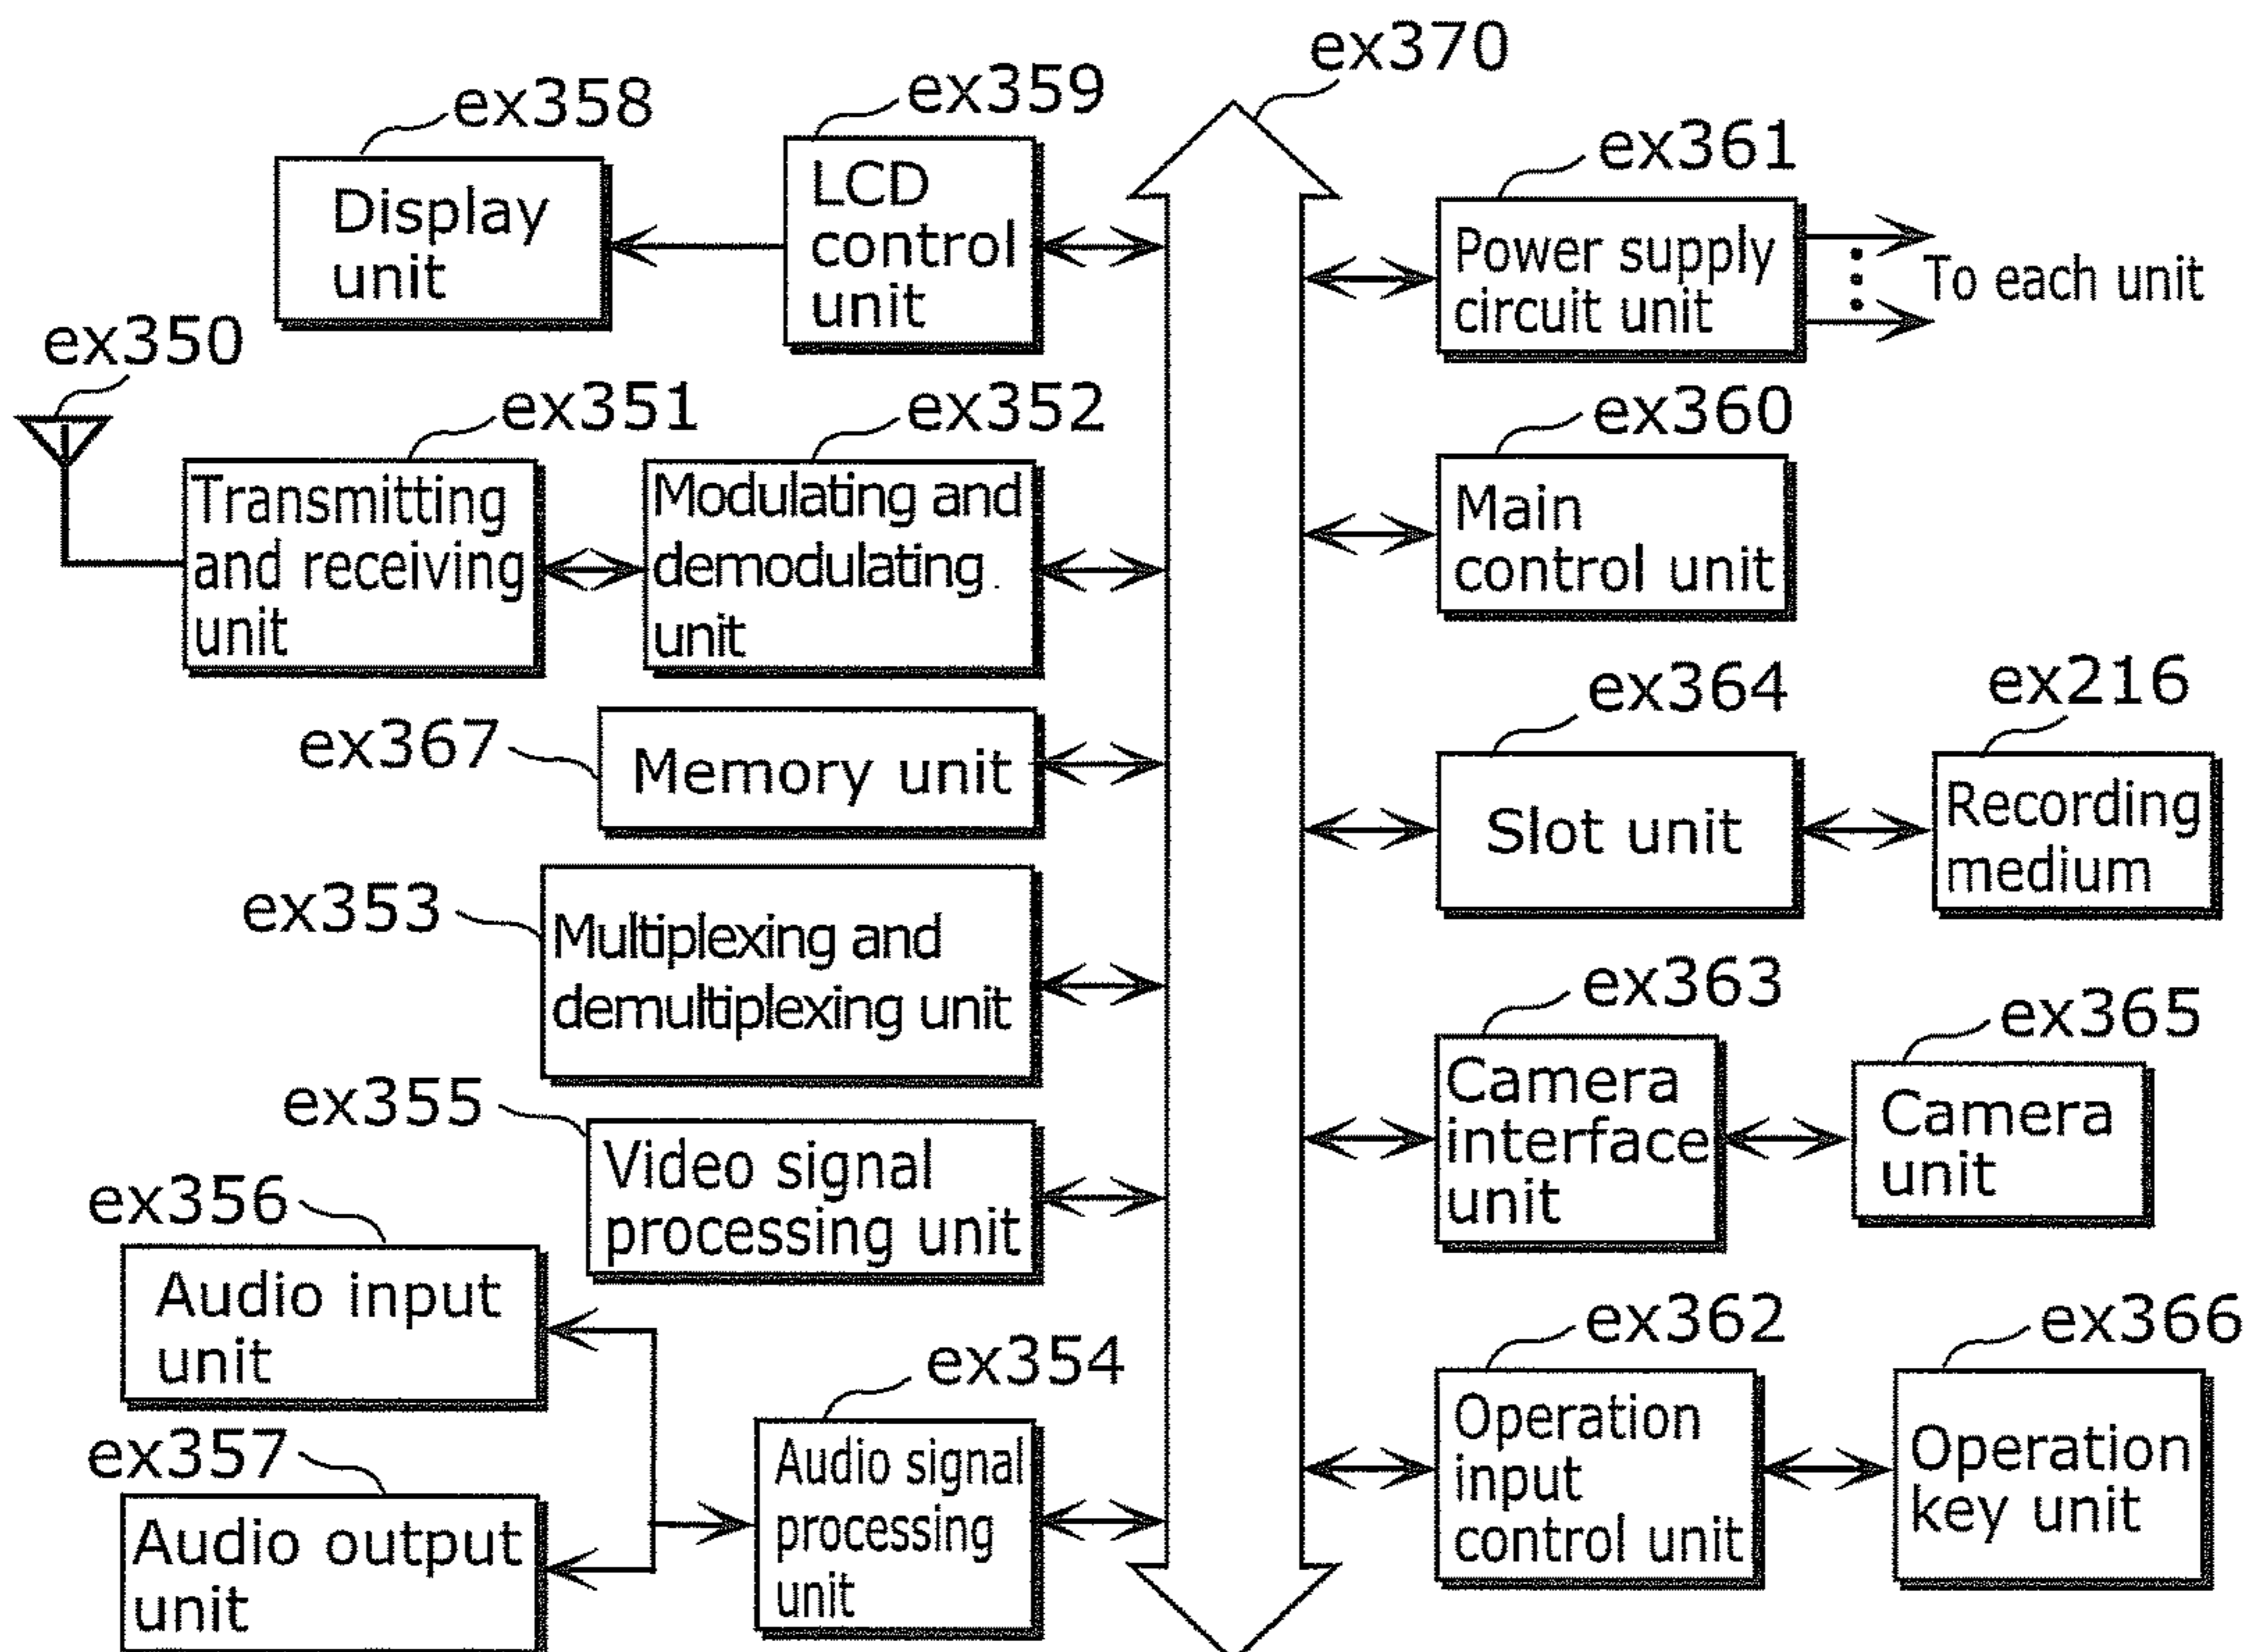 ex370
ex358
ex359
Display
unit
LCD
control
unit
ex361
Power supply
circuit unit
To each unit
ex350
ex351
ex352
Transmitting
and receiving
unit
Modulating and
demodulating
unit
ex360
Main
control unit
ex367
Memory unit
ex364
ex216
Slot unit
Recording
medium
ex353
Multiplexing and
demultiplexing unit
ex363
ex365
Camera
interface
unit
Camera
unit
ex355
Video signal
processing unit
ex356
Audio input
unit
ex357
Audio output
unit
ex354
Audio signal
processing
unit
ex362
ex366
Operation
input
control unit
Operation
key unit